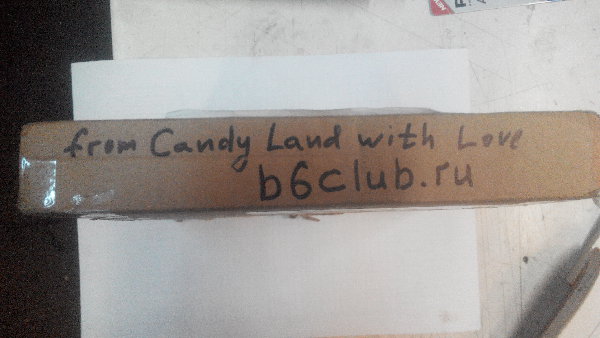 from Candy Land with Love
b6club.ru